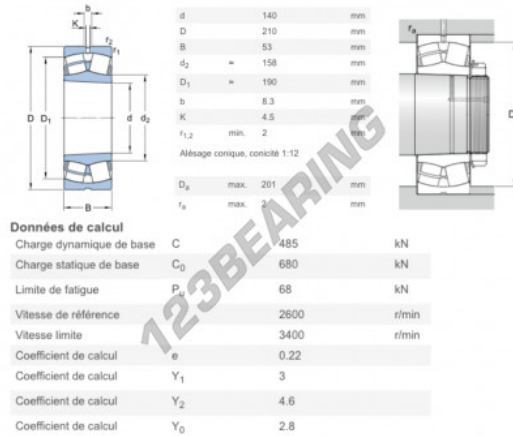 b
K
r2
r1
D D1 d d2
B
d 140 mm
D 210 mm
B 53 mm
d2 ≈ 158 mm
D1 ≈ 190 mm
b 8.3 mm
K 4.5 mm
r1,2 min. 2 mm
Alésage conique, conicité 1:12
Da max. 201 mm
ra max. 2 mm
ra
123BEARING
Données de calcul
Charge dynamique de base C 485 kN
Charge statique de base C0 680 kN
Limite de fatigue Pu 68 kN
Vitesse de référence 2600 r/min
Vitesse limite 3400 r/min
Coefficient de calcul e 0.22
Coefficient de calcul Y1 3
Coefficient de calcul Y2 4.6
Coefficient de calcul Y0 2.8